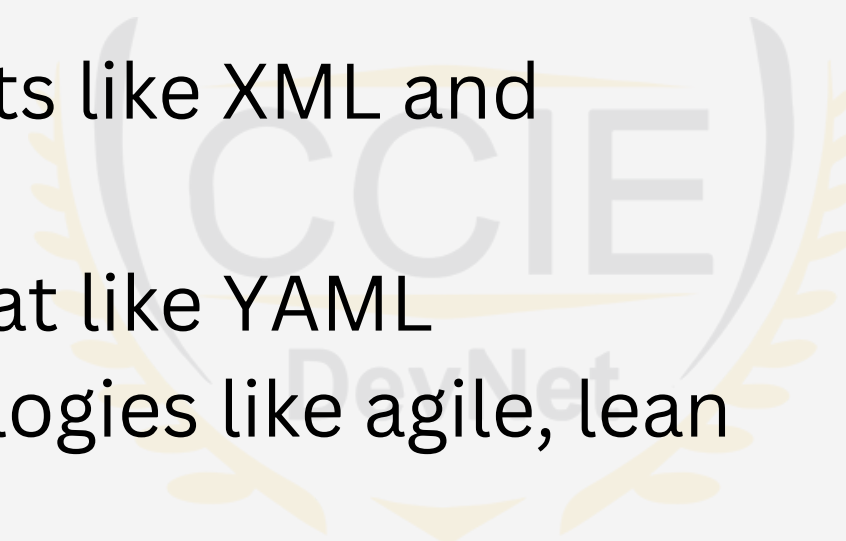 ts like XML and
CCIE
at like YAML
DevNet
logies like agile, lean